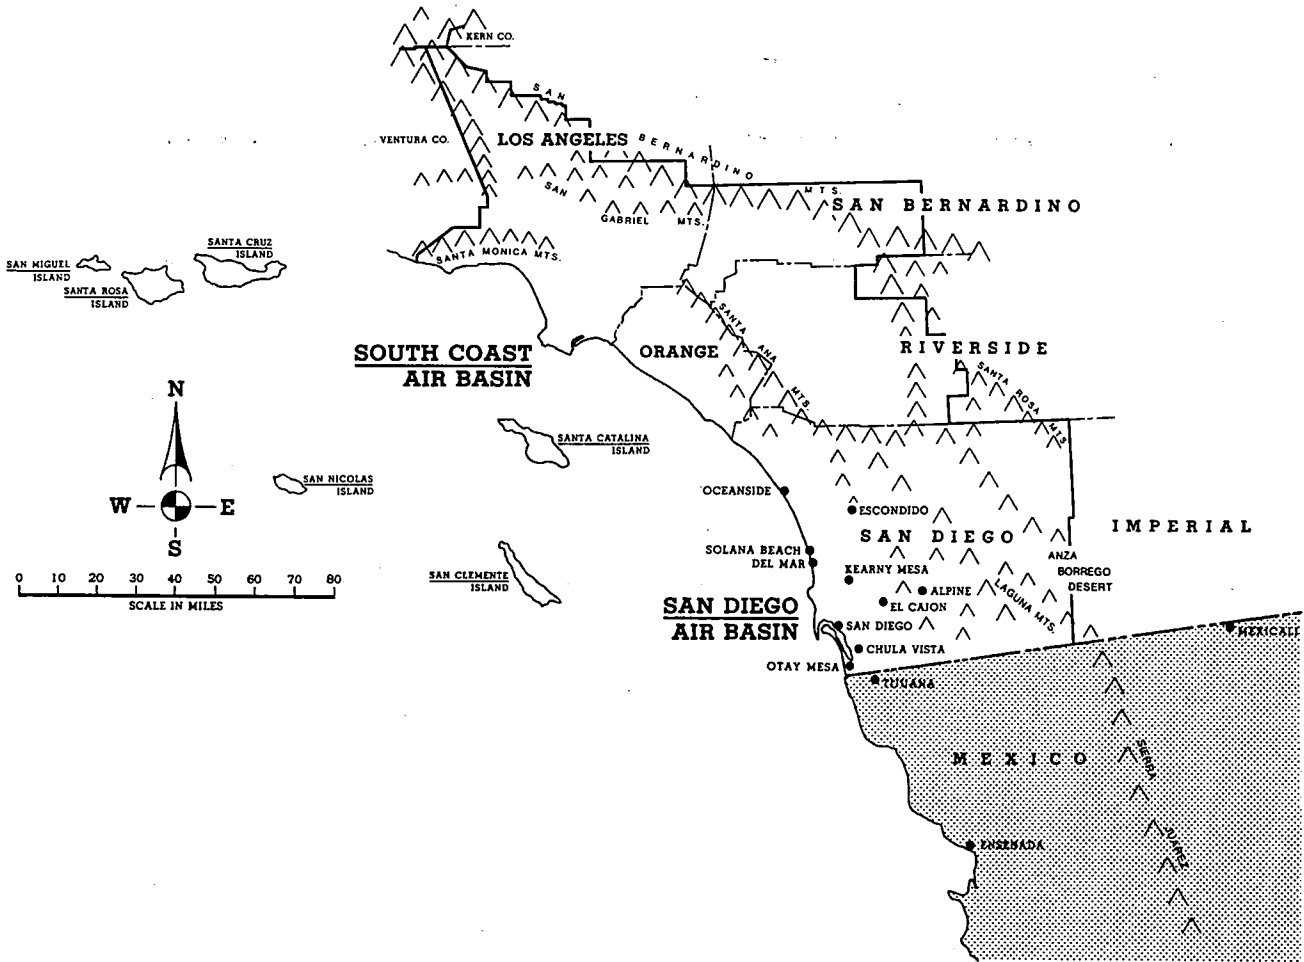 KERN CO.
SAN
VENTURA CO.
LOS ANGELES
BERNARDINO
MTS.
SAN
GABRIEL
MTS.
SAN BERNARDINO
SANTA MONICA MTS.
SANTA CRUZ
ISLAND
SAN MIGUEL
ISLAND
SANTA ROSA
ISLAND
SOUTH COAST
AIR BASIN
ORANGE
SANTA
ANA
MTS.
RIVERSIDE
SANTA ROSA
MTS
N
W
E
S
0 10 20 30 40 50 60 70 80
SCALE IN MILES
SAN NICOLAS
ISLAND
SANTA CATALINA
ISLAND
SAN CLEMENTE
ISLAND
OCEANSIDE
ESCONDIDO
SAN DIEGO
IMPERIAL
SOLANA BEACH
DEL MAR
KEARNY MESA
ANZA
BORREGO
DESERT
ALPINE
EL CAJON
LAGUNA MTS.
SAN DIEGO
AIR BASIN
SAN DIEGO
CHULA VISTA
OTAY MESA
TIJUANA
MEXICALI
MEXICO
SIERRA
JUAREZ
ENSENADA